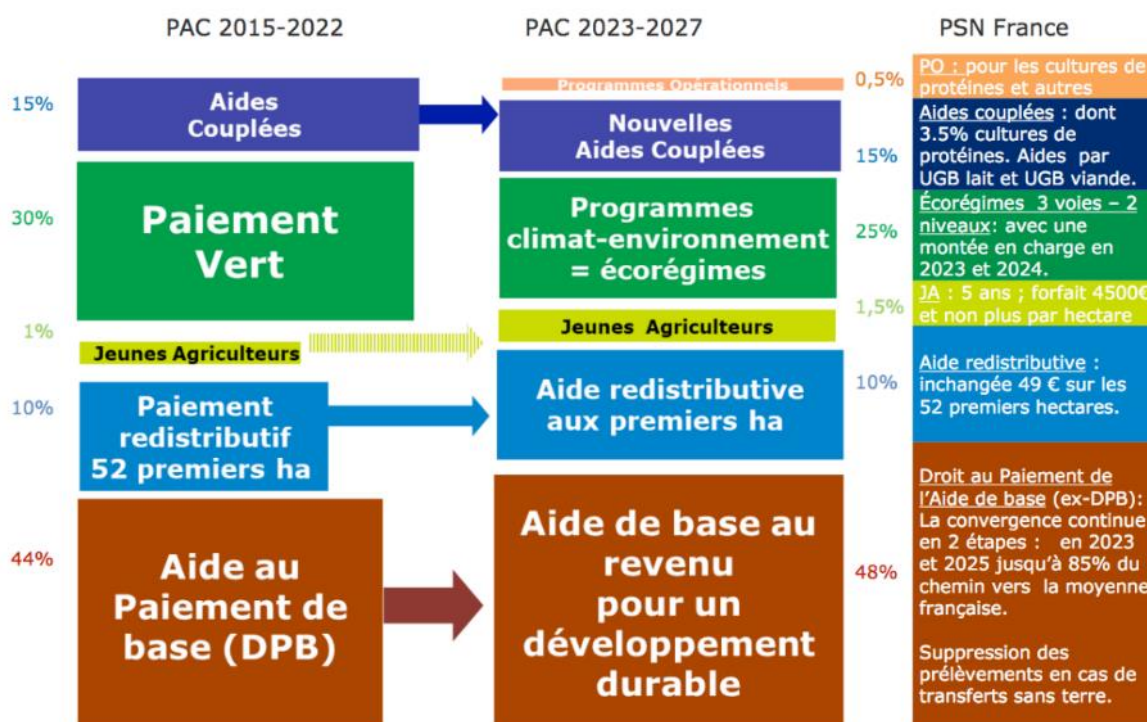 PAC 2015-2022
PAC 2023-2027
PSN France
15%
Aides
Couplées
30%
Paiement
Vert
1%
Jeunes Agriculteurs
10%
Paiement
redistributif
52 premiers ha
44%
Aide au
Paiement de
base (DPB)
Programmes Opérationnels
0,5%
Nouvelles
Aides Couplées
15%
Programmes
climat-environnement
= écorégimes
25%
1,5%
Jeunes Agriculteurs
Aide redistributive
aux premiers ha
10%
Aide de base au
revenu
pour un
développement
durable
48%
PO : pour les cultures de
protéines et autres
Aides couplées : dont
3.5% cultures de
protéines. Aides par
UGB lait et UGB viande.
Écorégimes 3 voies – 2
niveaux: avec une
montée en charge en
2023 et 2024.
JA : 5 ans ; forfait 4500€
et non plus par hectare
Aide redistributive :
inchangée 49 € sur les
52 premiers hectares.
Droit au Paiement de
l'Aide de base (ex-DPB):
La convergence continue
en 2 étapes : en 2023
et 2025 jusqu'à 85% du
chemin vers la moyenne
française.
Suppression des
prélèvements en cas de
transferts sans terre.